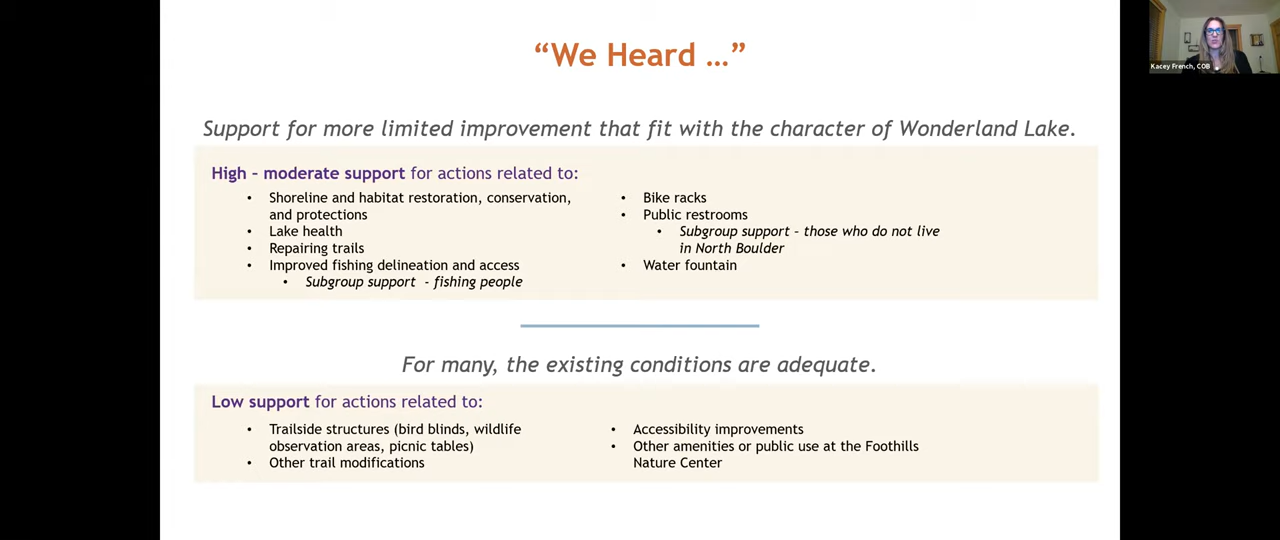 “We Heard …”
Kacey French, COB
Support for more limited improvement that fit with the character of Wonderland Lake.
High – moderate support for actions related to:
• Shoreline and habitat restoration, conservation,
and protections
• Lake health
• Repairing trails
• Improved fishing delineation and access
• Subgroup support - fishing people
• Bike racks
• Public restrooms
• Subgroup support – those who do not live
in North Boulder
• Water fountain
For many, the existing conditions are adequate.
Low support for actions related to:
• Trailside structures (bird blinds, wildlife
observation areas, picnic tables)
• Other trail modifications
• Accessibility improvements
• Other amenities or public use at the Foothills
Nature Center